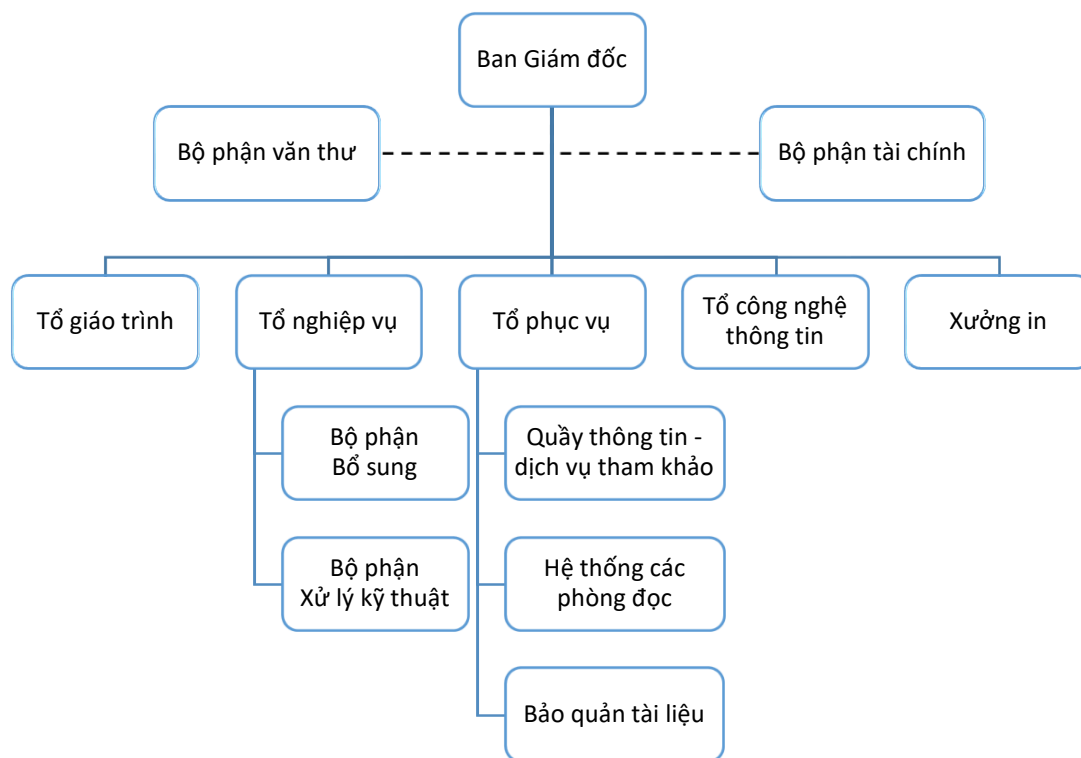 Ban Giám đốc
Bộ phận văn thư
Bộ phận tài chính
Tổ giáo trình
Tổ nghiệp vụ
Tổ phục vụ
Tổ công nghệ
thông tin
Xưởng in
Bộ phận
Bổ sung
Quầy thông tin -
dịch vụ tham khảo
Bộ phận
Xử lý kỹ thuật
Hệ thống các
phòng đọc
Bảo quản tài liệu